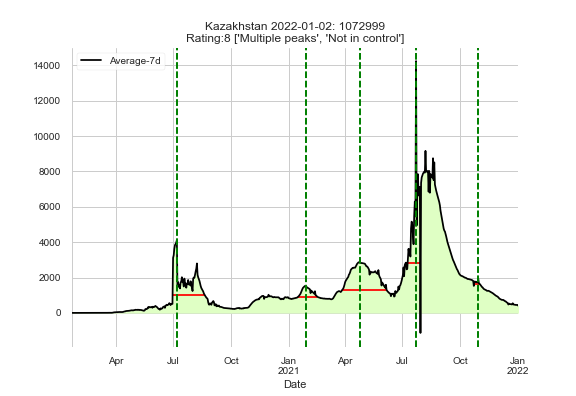 Kazakhstan 2022-01-02: 1072999
Rating:8 ['Multiple peaks', 'Not in control']
Average-7d
14000
12000
10000
8000
6000
4000
2000
0
Apr Jul Oct Jan Apr Jul Oct Jan
2021 2022
Date